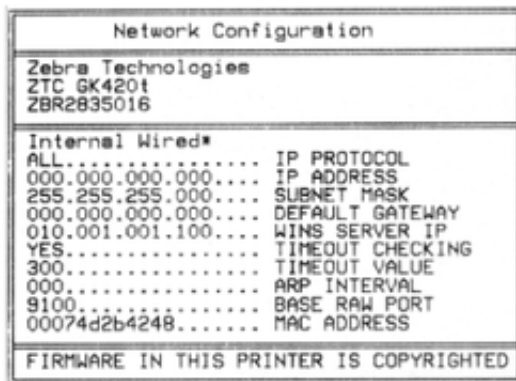 Network Configuration
Zebra Technologies
ZTC GK420t
ZBR2835016
Internal Wired*
ALL................ IP PROTOCOL
000.000.000.000.... IP ADDRESS
255.255.255.000.... SUBNET MASK
000.000.000.000.... DEFAULT GATEWAY
010.001.001.100.... WINS SERVER IP
YES................ TIMEOUT CHECKING
300................ TIMEOUT VALUE
000................ ARP INTERVAL
9100............... BASE RAW PORT
00074d2b4248....... MAC ADDRESS
FIRMWARE IN THIS PRINTER IS COPYRIGHTED